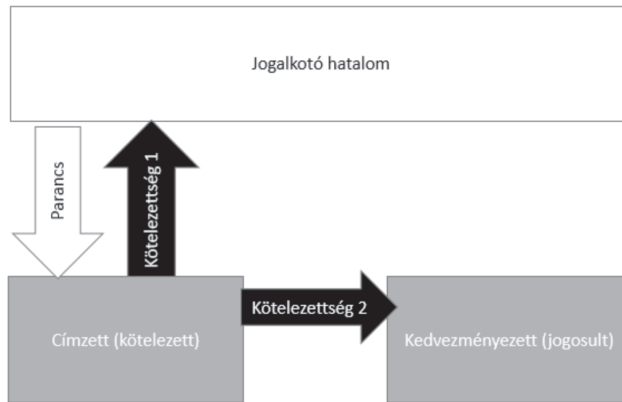 Jogalkotó hatalom
Parancs
Kötelezettség 1
Kötelezettség 2
Címzett (kötelezett)
Kedvezményezett (jogosult)